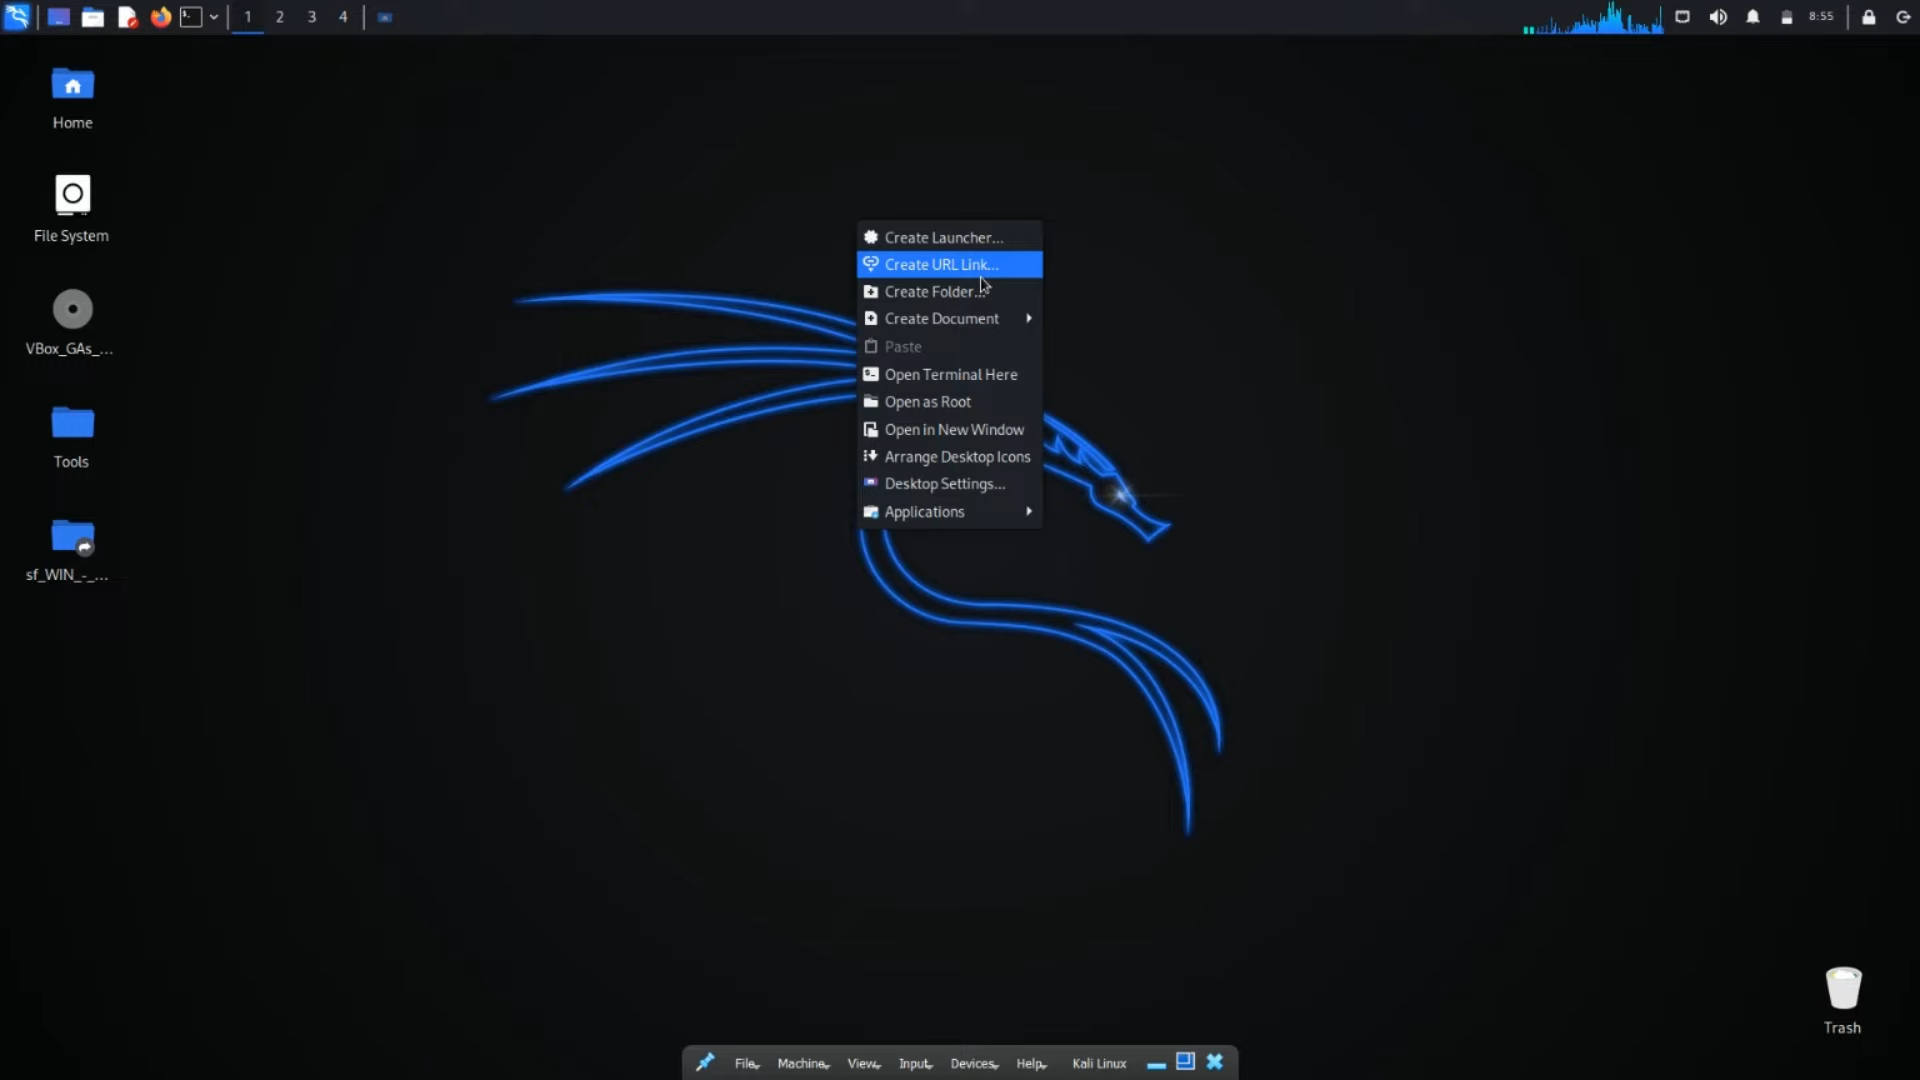 1 2 3 4
8:55
Home
File System
VBox_GAs_...
Tools
sf_WIN_-_...
Create Launcher...
Create URL Link...
Create Folder...
Create Document
Paste
Open Terminal Here
Open as Root
Open in New Window
Arrange Desktop Icons
Desktop Settings...
Applications
Trash
File Machine View Input Devices Help Kali Linux